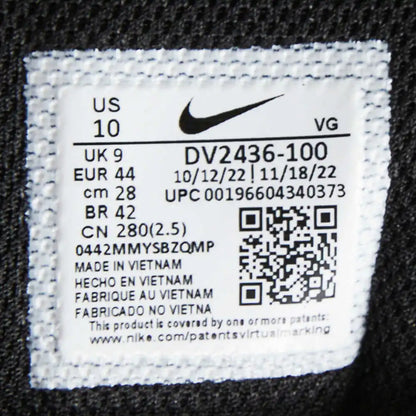 US
10
VG
UK 9
EUR 44
cm 28
BR 42
CN 280(2.5)
0442MMYSBZQMP
DV2436-100
10/12/22 | 11/18/22
UPC 00196604340373
MADE IN VIETNAM
HECHO EN VIETNAM
FABRIQUE AU VIETNAM
FABRICADO NO VIETNA
This product is covered by one or more patents:
www.nike.com/patentsvirtualmarking